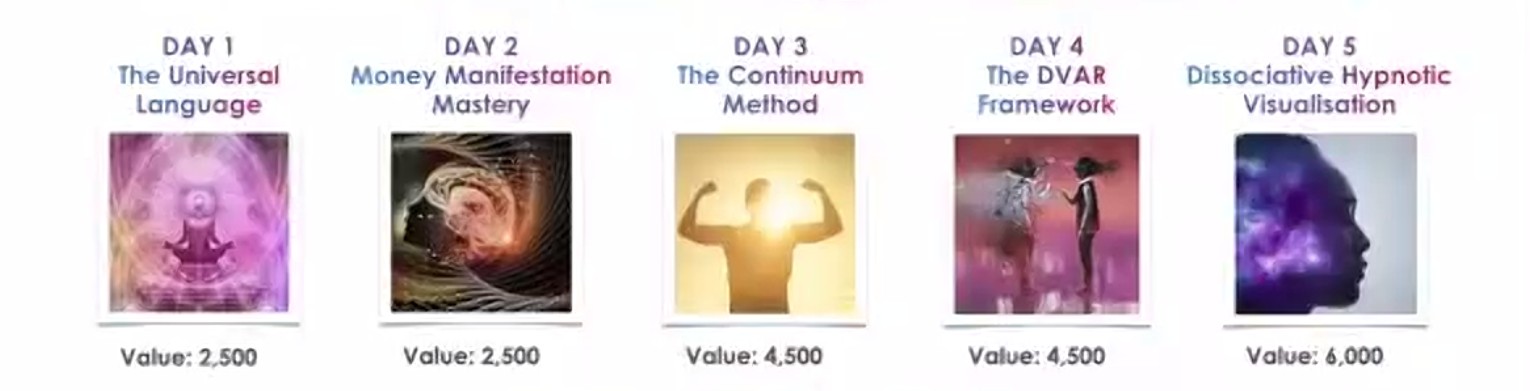 DAY 1
The Universal
Language
Value: 2,500
DAY 2
Money Manifestation
Mastery
Value: 2,500
DAY 3
The Continuum
Method
Value: 4,500
DAY 4
The DVAR
Framework
Value: 4,500
DAY 5
Dissociative Hypnotic
Visualisation
Value: 6,000